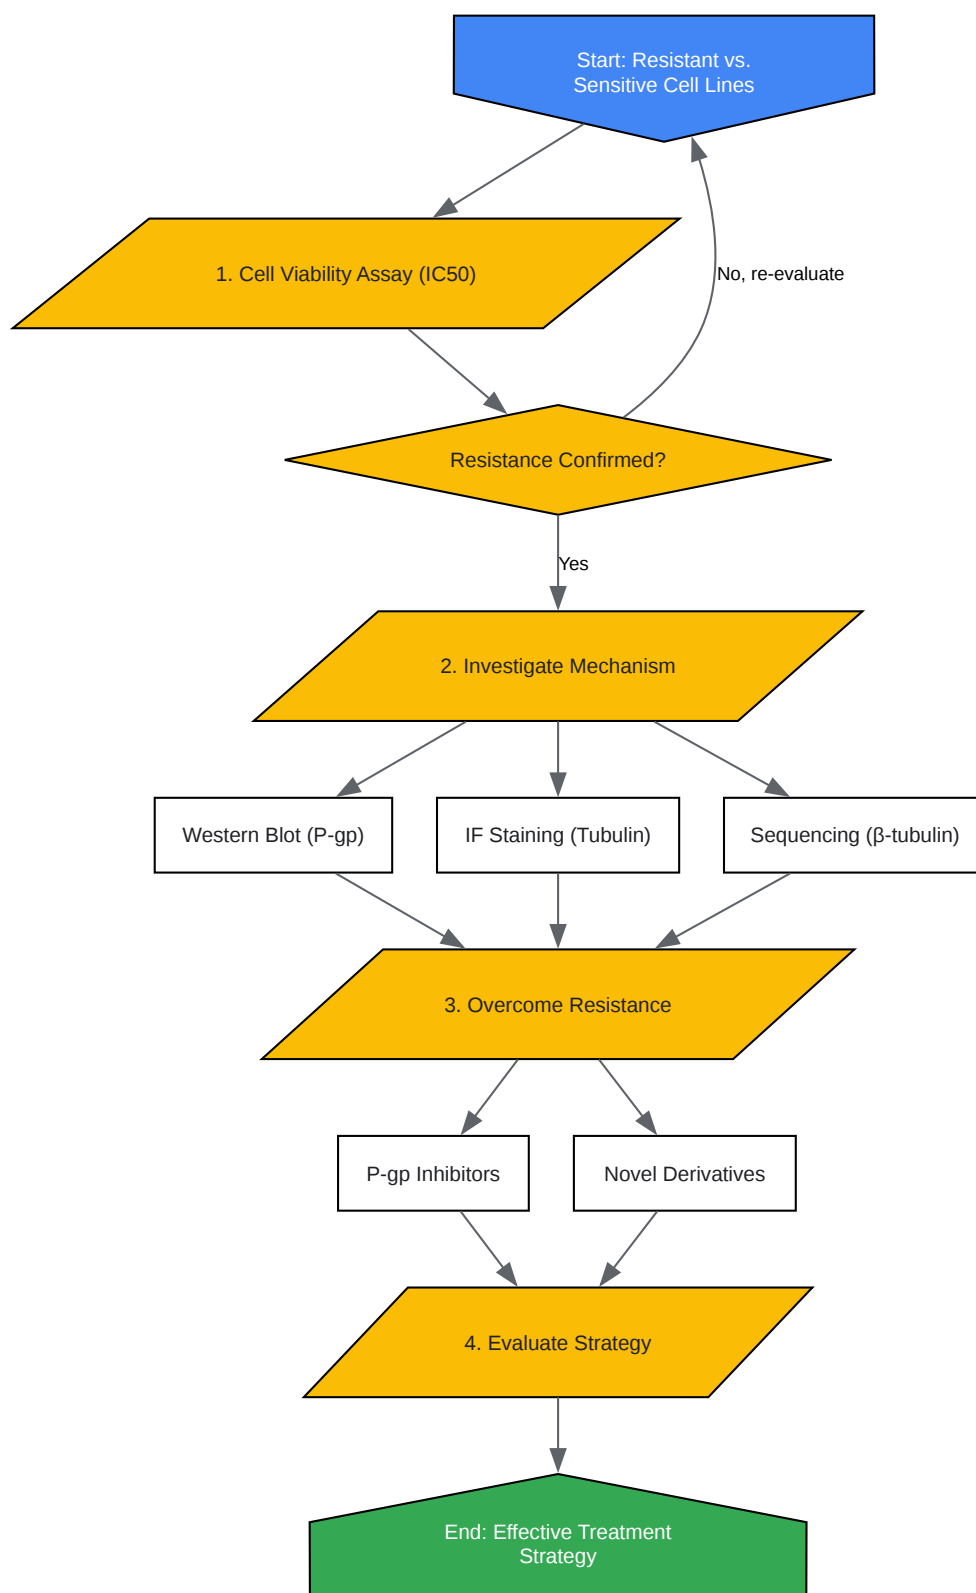 Start: Resistant vs.
Sensitive Cell Lines
1. Cell Viability Assay (IC50)
No, re-evaluate
Resistance Confirmed?
Yes
2. Investigate Mechanism
Western Blot (P-gp)
IF Staining (Tubulin)
Sequencing (β-tubulin)
3. Overcome Resistance
P-gp Inhibitors
Novel Derivatives
4. Evaluate Strategy
End: Effective Treatment
Strategy